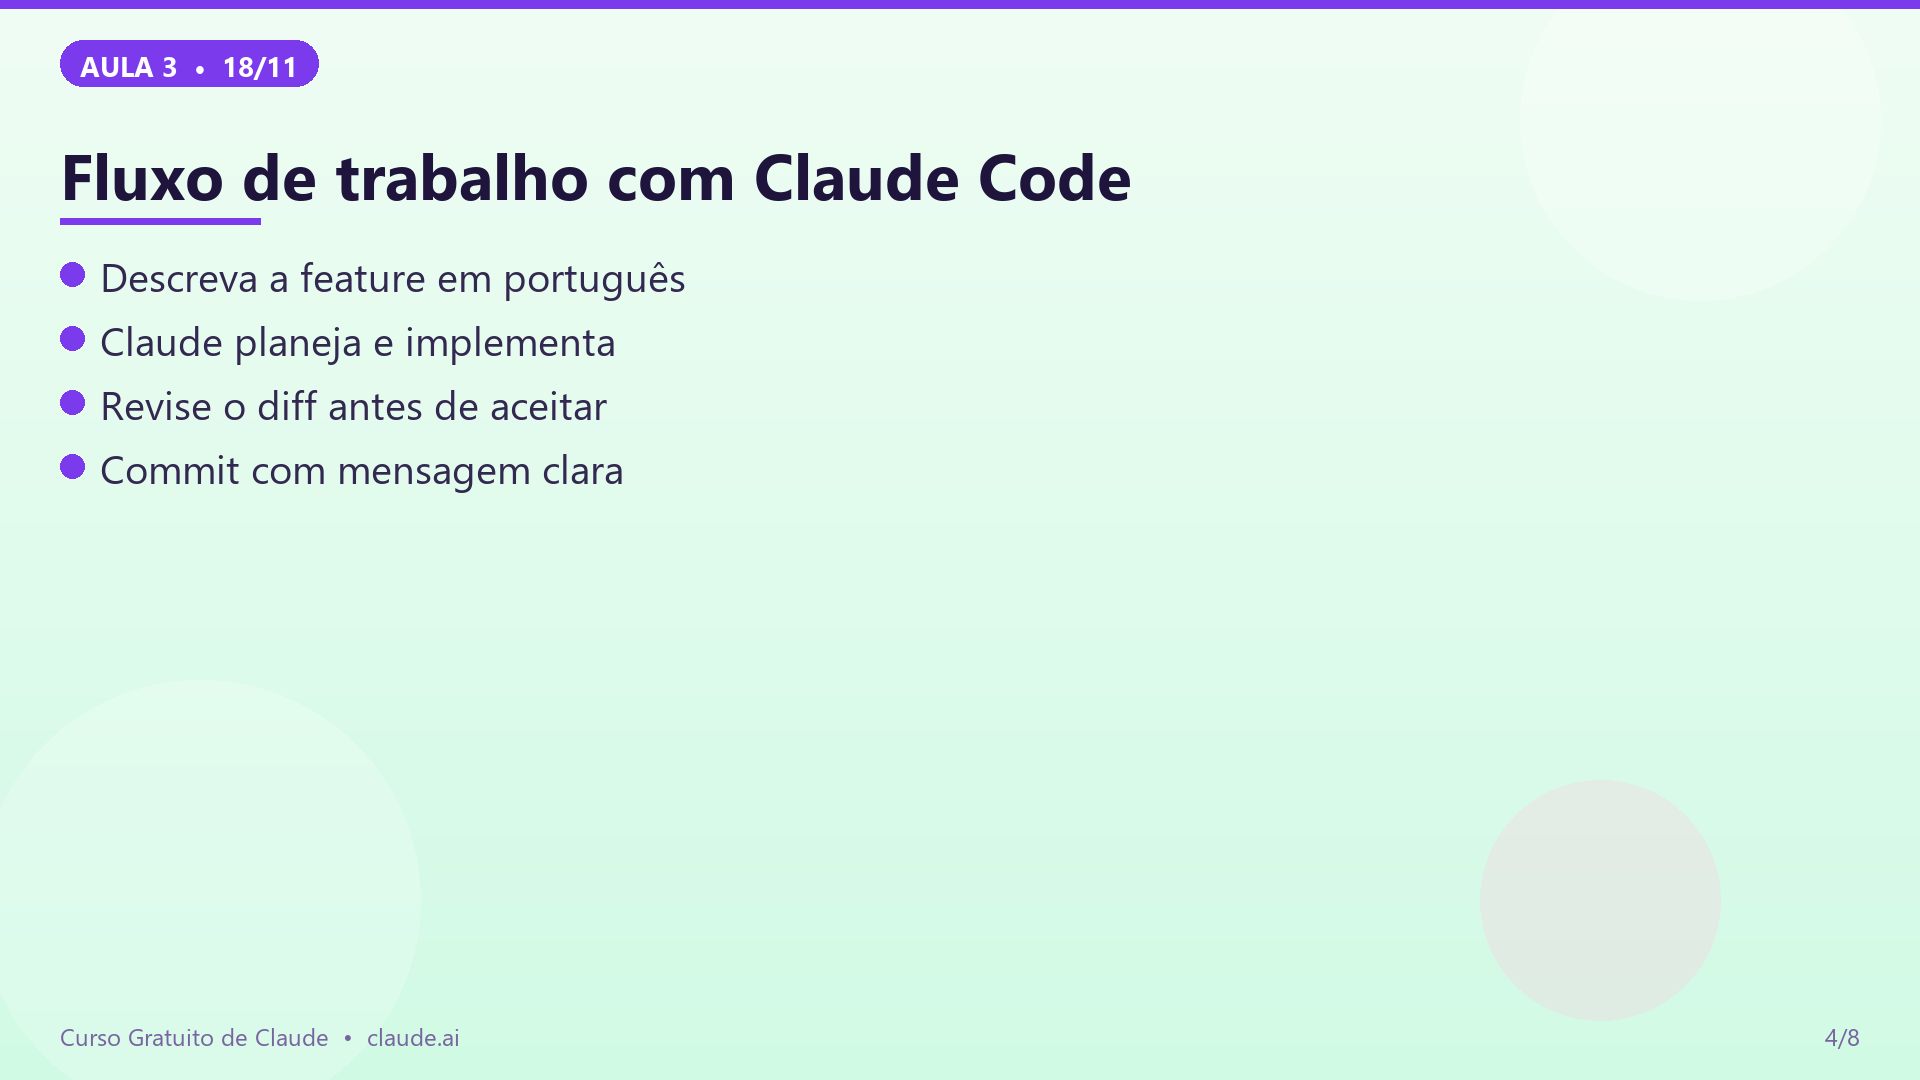 AULA 3 • 18/11
Fluxo de trabalho com Claude Code
Descreva a feature em português
Claude planeja e implementa
Revise o diff antes de aceitar
Commit com mensagem clara
Curso Gratuito de Claude • claude.ai
4/8